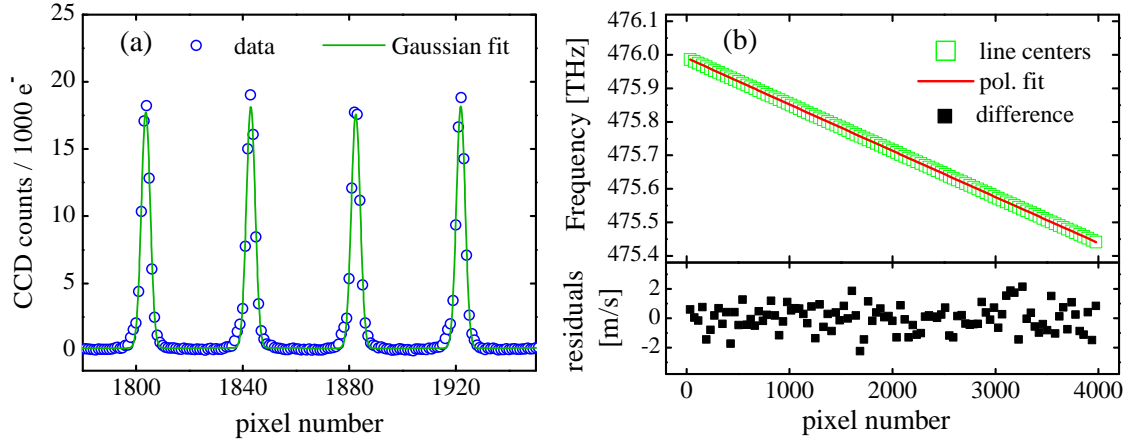 (a)
data
Gaussian fit
CCD counts / 1000 e-
25
20
15
10
5
0
1800
1840
1880
1920
pixel number
(b)
line centers
pol. fit
difference
Frequency [THz]
476.1
476.0
475.9
475.8
475.7
475.6
475.5
475.4
residuals
[m/s]
2
0
-2
0
1000
2000
3000
4000
pixel number